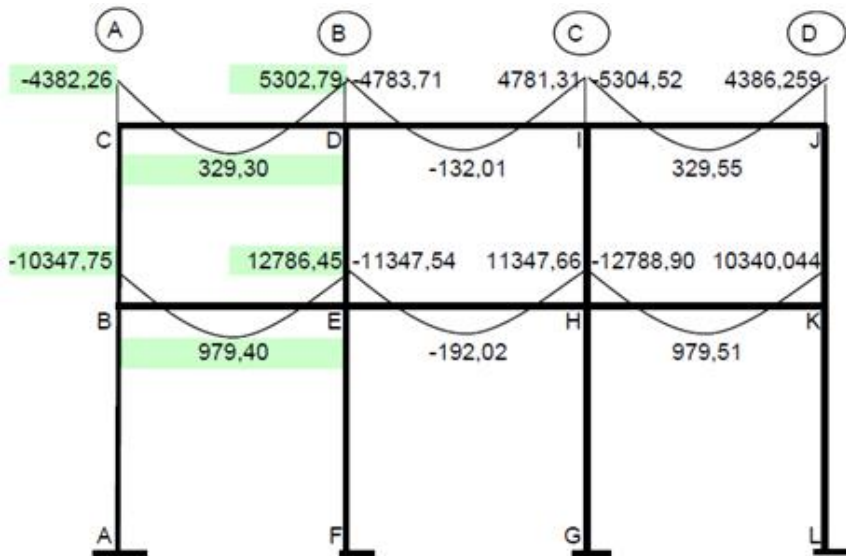 A B C D
-4382,26 5302,79 -4783,71 4781,31 -5304,52 4386,259
C D I J
329,30 -132,01 329,55
-10347,75 12786,45 -11347,54 11347,66 -12788,90 10340,044
B E H K
979,40 -192,02 979,51
A F G L